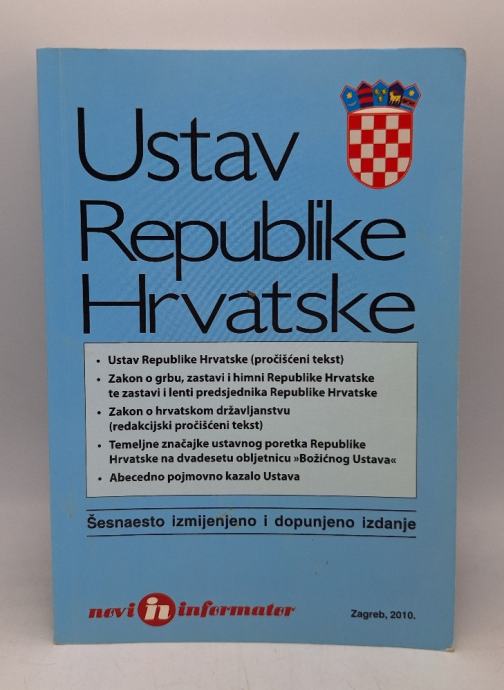 Ustav
Republike
Hrvatske
• Ustav Republike Hrvatske (pročišćeni tekst)
• Zakon o grbu, zastavi i himni Republike Hrvatske
te zastavi i lenti predsjednika Republike Hrvatske
• Zakon o hrvatskom državljanstvu
(redakcijski pročišćeni tekst)
• Temeljne značajke ustavnog poretka Republike
Hrvatske na dvadesetu obljetnicu »Božićnog Ustava«
• Abecedno pojmovno kazalo Ustava
Šesnaesto izmijenjeno i dopunjeno izdanje
novi in informator
Zagreb, 2010.